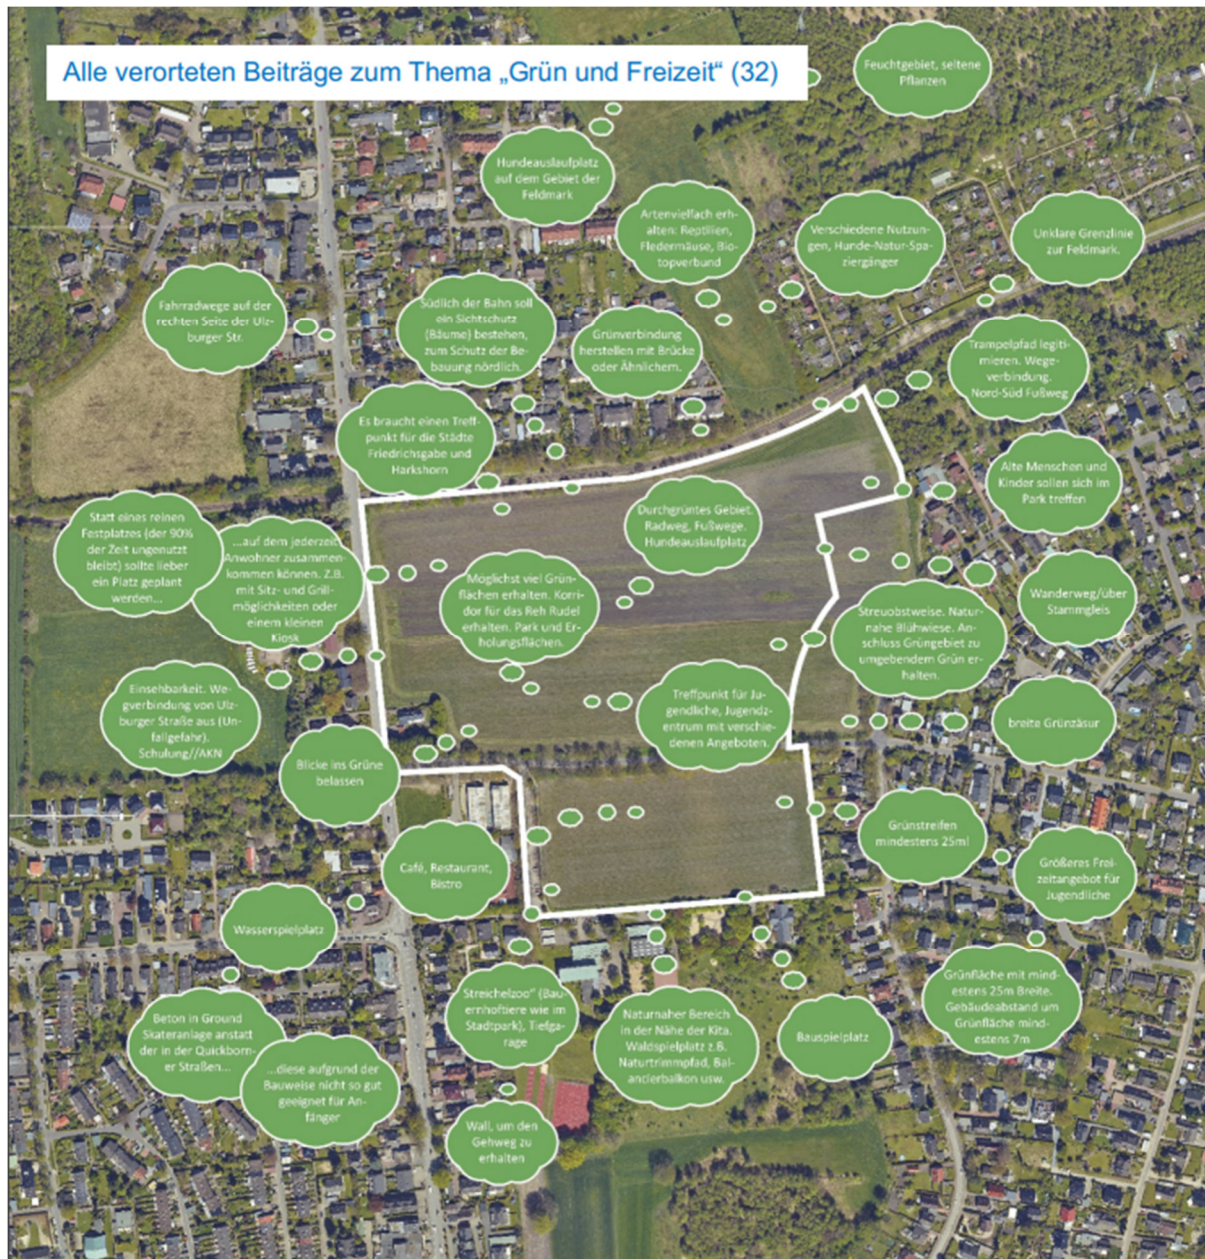 Alle verorteten Beiträge zum Thema „Grün und Freizeit“ (32)
Feuchtgebiet, seltene
Pflanzen
Hundeauslaufplatz
auf dem Gebiet der
Feldmark
Artenvielfach erh-
alten: Reptilien,
Fledermäuse, Bio-
topverbund
Verschiedene Nutzun-
gen, Hunde-Natur-Spa-
ziergänger
Unklare Grenzlinie
zur Feldmark.
Fahrradwege auf der
rechten Seite der Ulz-
burger Str.
Südlich der Bahn soll
ein Sichtschutz
(Bäume) bestehen,
zum Schutz der Be-
bauung nördlich.
Grünverbindung
herstellen mit Brücke
oder Ähnlichem.
Trampelpfad legiti-
mieren. Wege-
verbindung.
Nord-Süd Fußweg
Es braucht einen Treff-
punkt für die Städte
Friedrichsgabe und
Harkshorn
Alte Menschen und
Kinder sollen sich im
Park treffen
Statt eines reinen
Festplatzes (der 90%
der Zeit ungenutzt
bleibt) sollte lieber
ein Platz geplant
werden...
...auf dem jederzeit
Anwohner zusammen-
kommen können. Z.B.
mit Sitz- und Grill-
möglichkeiten oder
einem kleinen
Kiosk
Durchgrüntes Gebiet.
Radweg, Fußwege.
Hundeauslaufplatz
Möglichst viel Grün-
flächen erhalten. Korri-
dor für das Reh Rudel
erhalten. Park und Er-
holungsflächen.
Wanderweg/über
Stammgleis
Streuobstweise. Natur-
nahe Blühwiese. An-
schluss Grüngebiet zu
umgebendem Grün er-
halten.
Einsehbarkeit. We-
gverbindung von Ulz-
burger Straße aus (Un-
fallgefahr).
Schulung//AKN
Treffpunkt für Ju-
gendliche, Jugendz-
entrum mit verschie-
denen Angeboten.
breite Grünzäsur
Blicke ins Grüne
belassen
Café, Restaurant,
Bistro
Grünstreifen
mindestens 25m!
Größeres Frei-
zeitangebot für
Jugendliche
Wasserspielplatz
Streichelzoo" (Bau-
ernhoftiere wie im
Stadtpark), Tiefga-
rage
Naturnaher Bereich
in der Nähe der Kita.
Waldspielplatz z.B.
Naturtrimmpfad, Bal-
ancierbalkon usw.
Bauspielplatz
Grünfläche mit mind-
estens 25m Breite.
Gebäudeabstand um
Grünfläche mind-
estens 7m
Beton in Ground
Skateranlage anstatt
der in der Quickborn-
er Straßen...
...diese aufgrund der
Bauweise nicht so gut
geeignet für An-
fänger
Wall, um den
Gehweg zu
erhalten